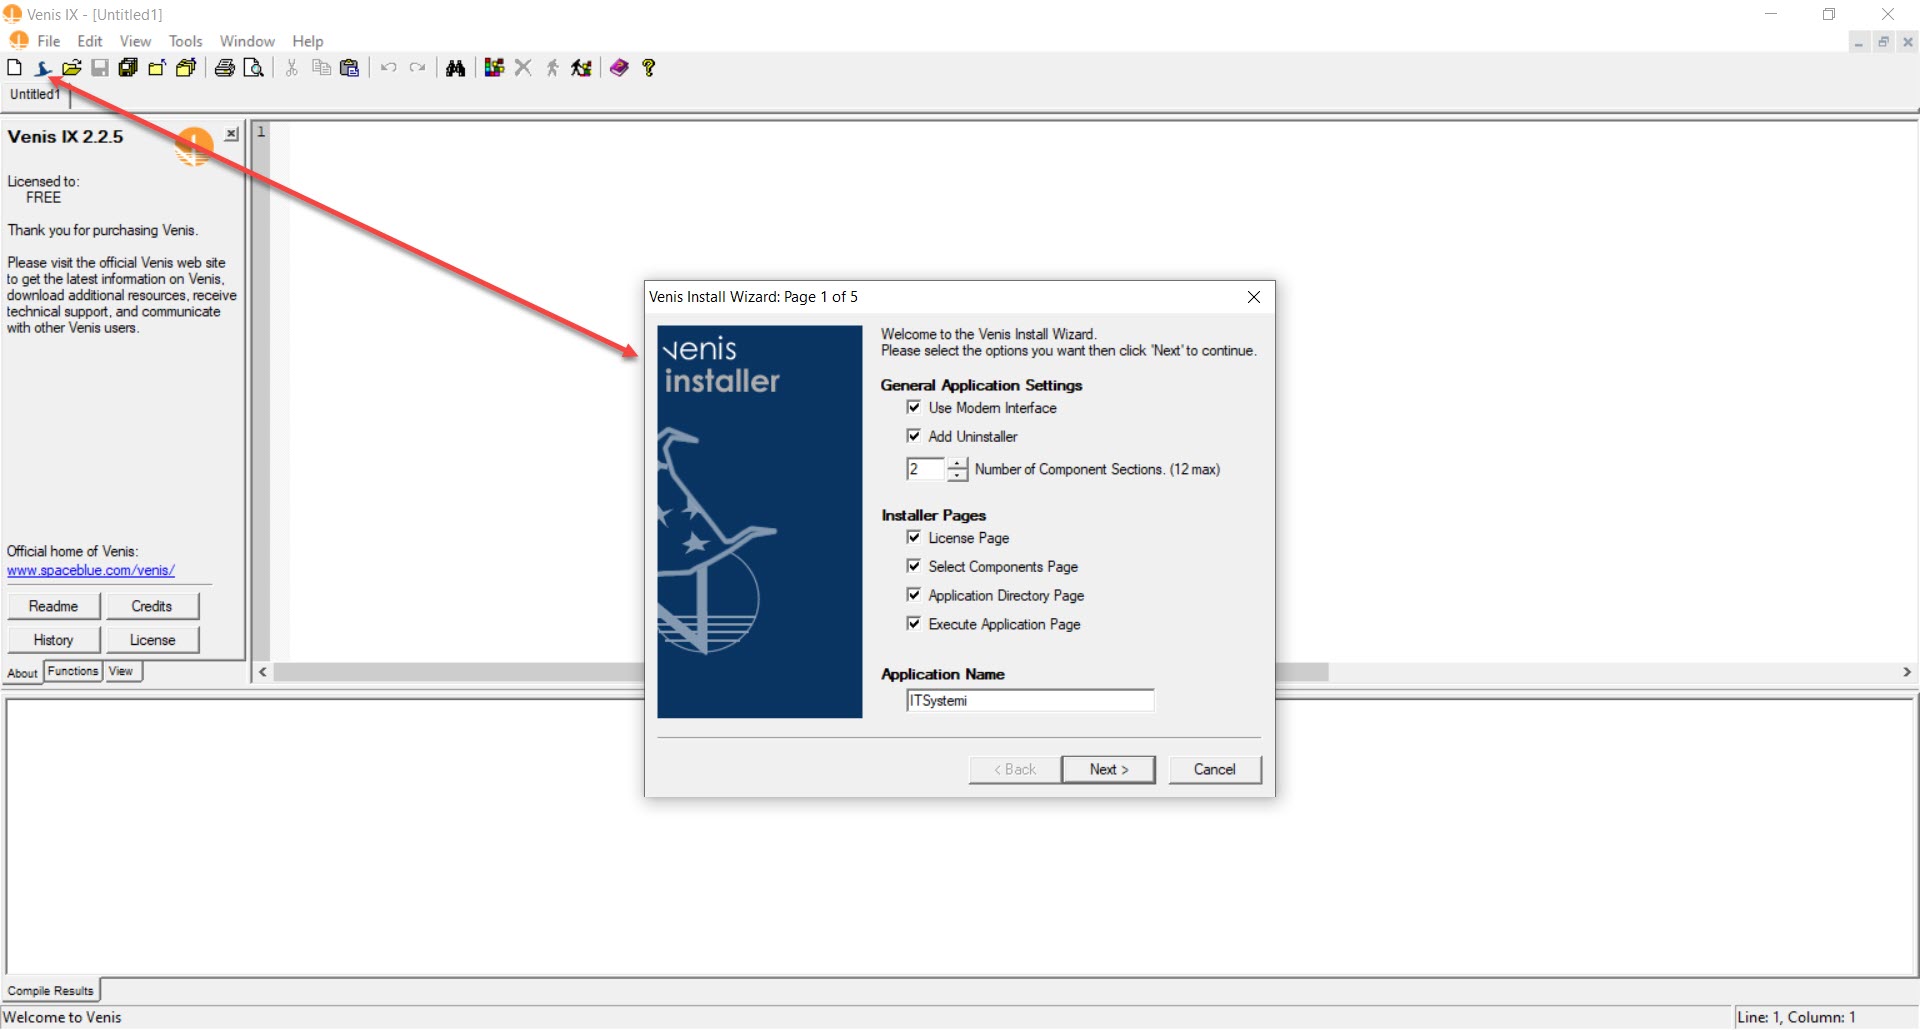 Venis IX - [Untitled1]
File Edit View Tools Window Help
Untitled1
Venis IX 2.2.5
Licensed to:
FREE
Thank you for purchasing Venis.
Please visit the official Venis web site
to get the latest information on Venis,
download additional resources, receive
technical support, and communicate
with other Venis users.
Official home of Venis:
www.spaceblue.com/venis/
Readme Credits
History License
About Functions View
1
Venis Install Wizard: Page 1 of 5
venis
installer
Welcome to the Venis Install Wizard.
Please select the options you want then click 'Next' to continue.
General Application Settings
Use Modern Interface
Add Uninstaller
2 Number of Component Sections. (12 max)
Installer Pages
License Page
Select Components Page
Application Directory Page
Execute Application Page
Application Name
ITSystemi
< Back Next > Cancel
Compile Results
Welcome to Venis
Line: 1, Column: 1